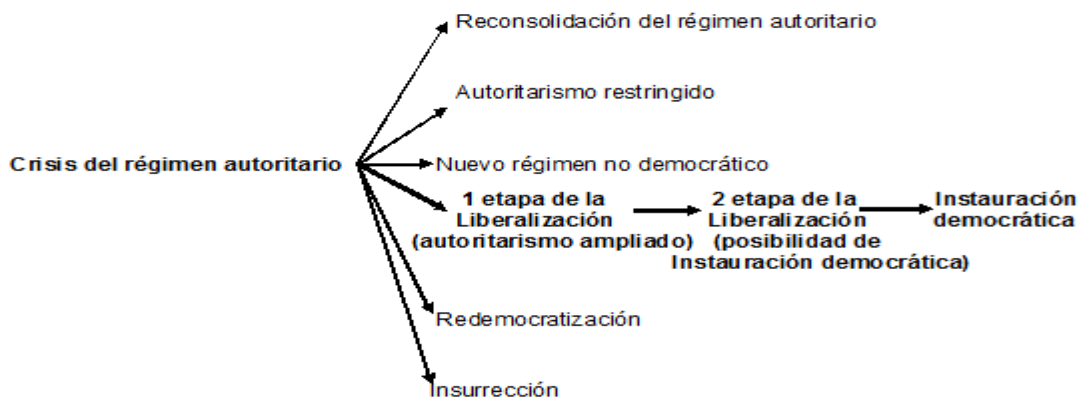 Reconsolidación del régimen autoritario
Autoritarismo restringido
Crisis del régimen autoritario
Nuevo régimen no democrático
1 etapa de la
Liberalización
(autoritarismo ampliado)
2 etapa de la
Liberalización
(posibilidad de
Instauración democrática)
Instauración
democrática
Redemocratización
Insurrección